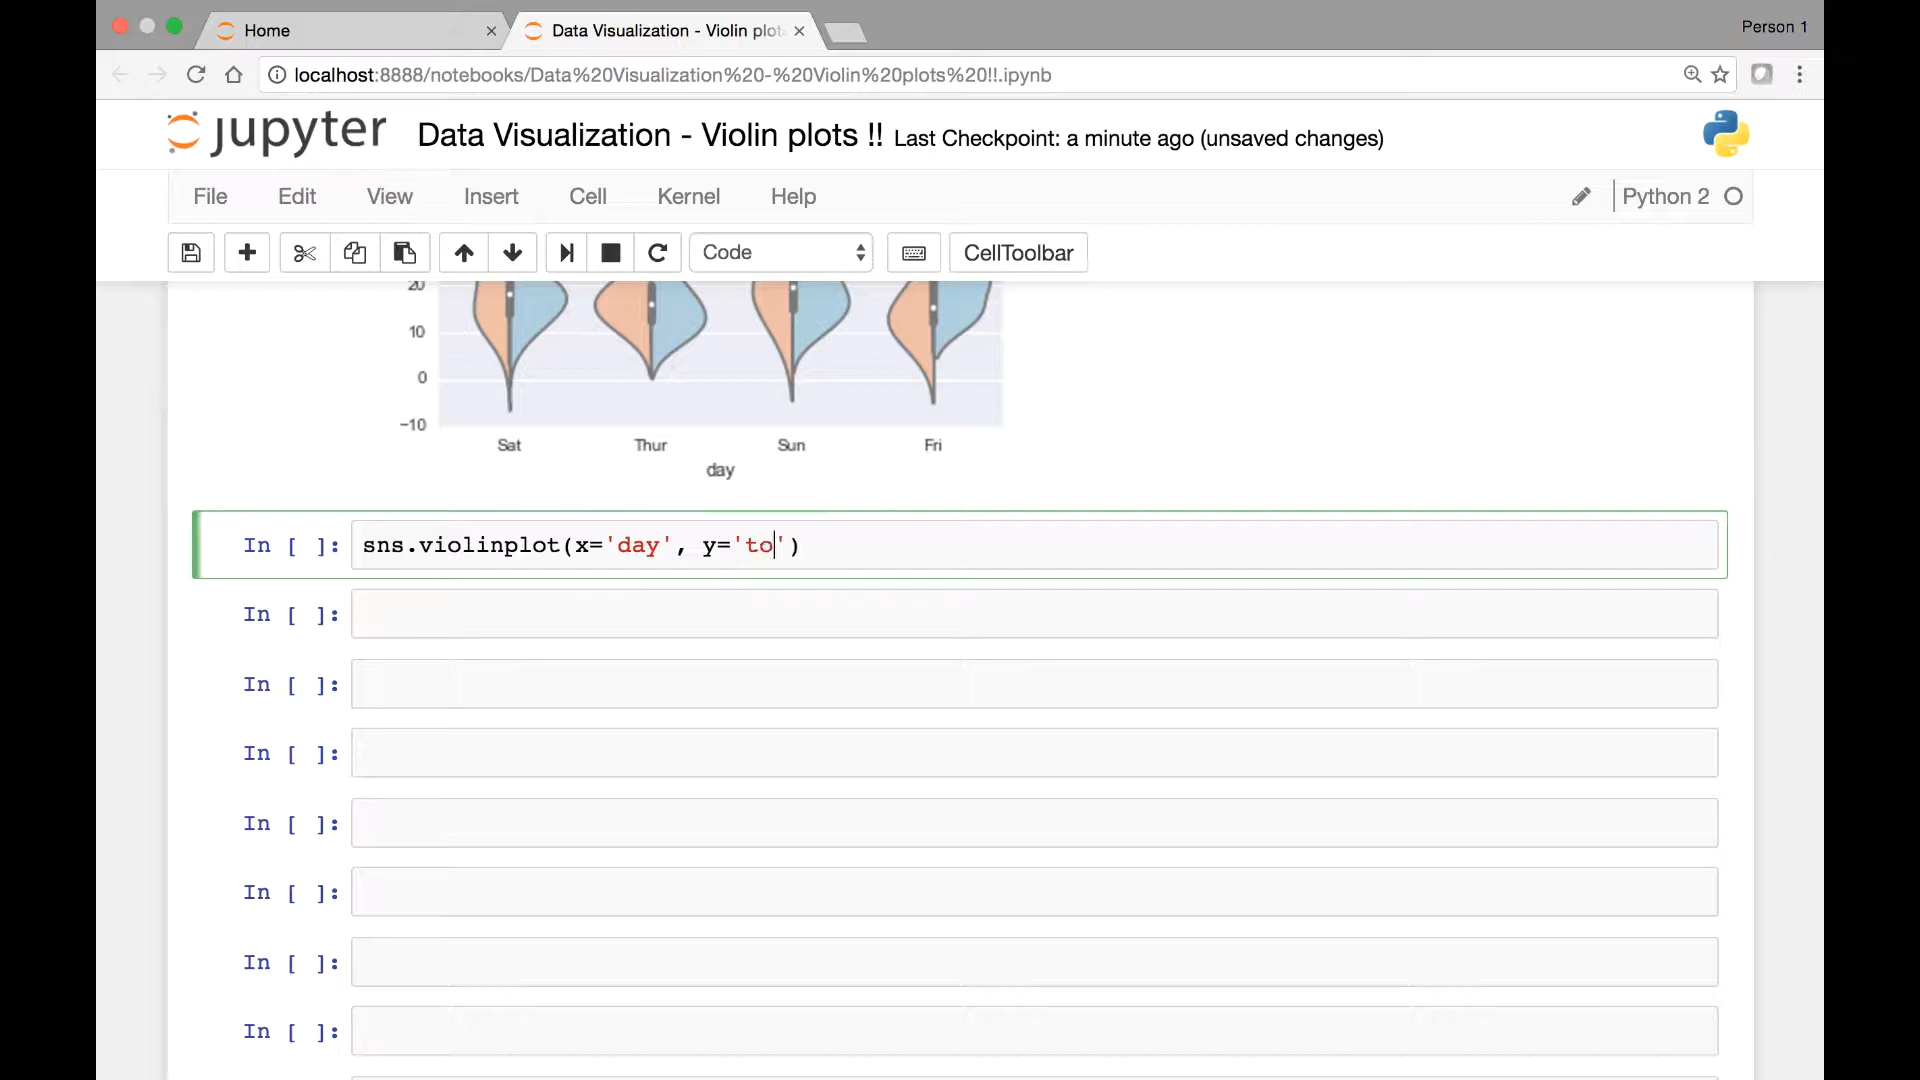 Home
Data Visualization - Violin plot
Person 1
localhost:8888/notebooks/Data%20Visualization%20-%20Violin%20plots%20!!.ipynb
jupyter Data Visualization - Violin plots !! Last Checkpoint: a minute ago (unsaved changes)
File Edit View Insert Cell Kernel Help Python 2
Code CellToolbar
20
10
0
−10
Sat Thur Sun Fri
day
In [ ]: sns.violinplot(x='day', y='to')
In [ ]:
In [ ]:
In [ ]:
In [ ]:
In [ ]:
In [ ]:
In [ ]: